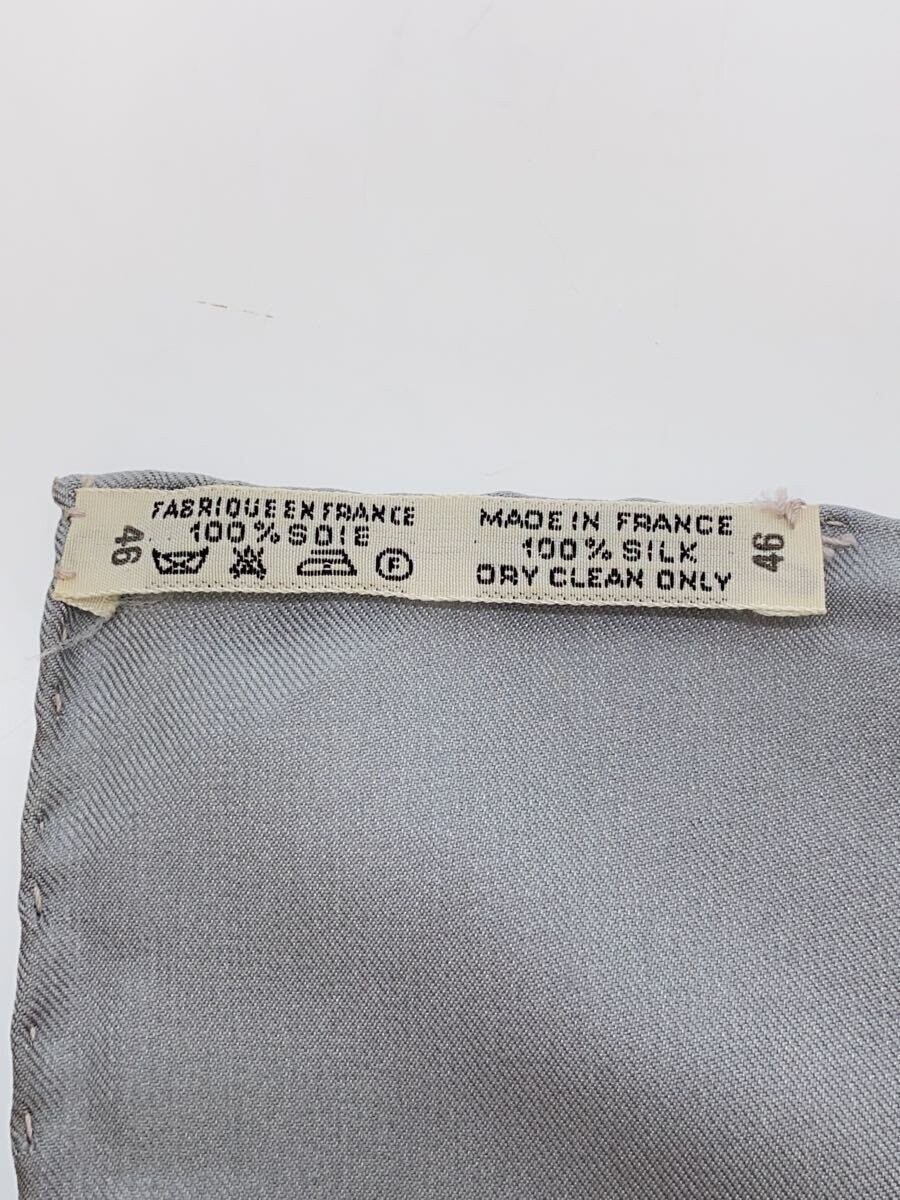 46
FABRIQUE EN FRANCE
100% SOIE
F
MADE IN FRANCE
100% SILK
DRY CLEAN ONLY
46